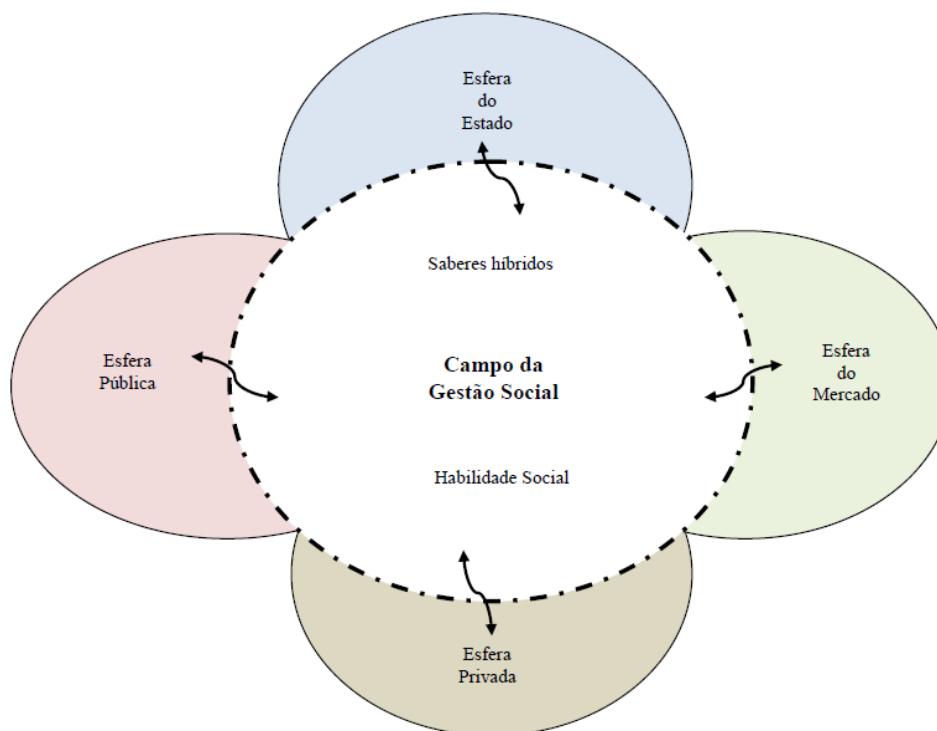 Esfera
do
Estado
Saberes híbridos
Esfera
Pública
Campo da
Gestão Social
Esfera
do
Mercado
Habilidade Social
Esfera
Privada